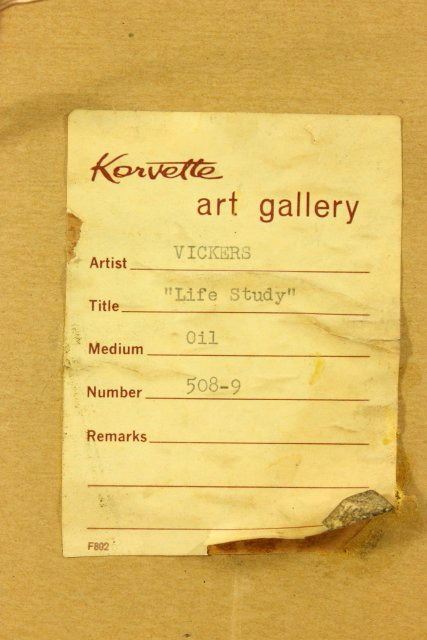 Korvette
art gallery
Artist VICKERS
Title "Life Study"
Medium Oil
Number 508-9
Remarks
F802